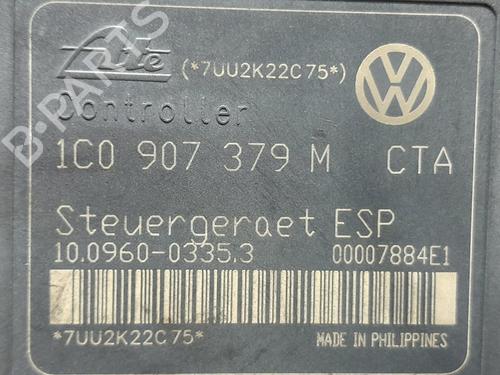 Ate (*7UU2K22C75*)
Controller
1C0 907 379 M CTA
Steuergeraet ESP
10.0960-0335.3 00007884E1
*7UU2K22C75* MADE IN PHILIPPINES
B-PARTS